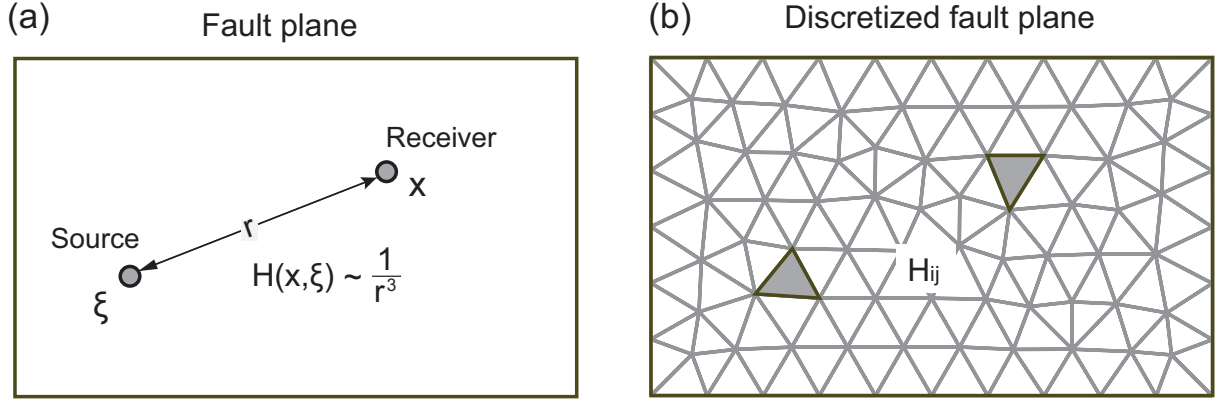 (a)
Fault plane
Receiver
x
r
Source
ξ
H(x,ξ) ~ 1/r³
(b)
Discretized fault plane
Hij